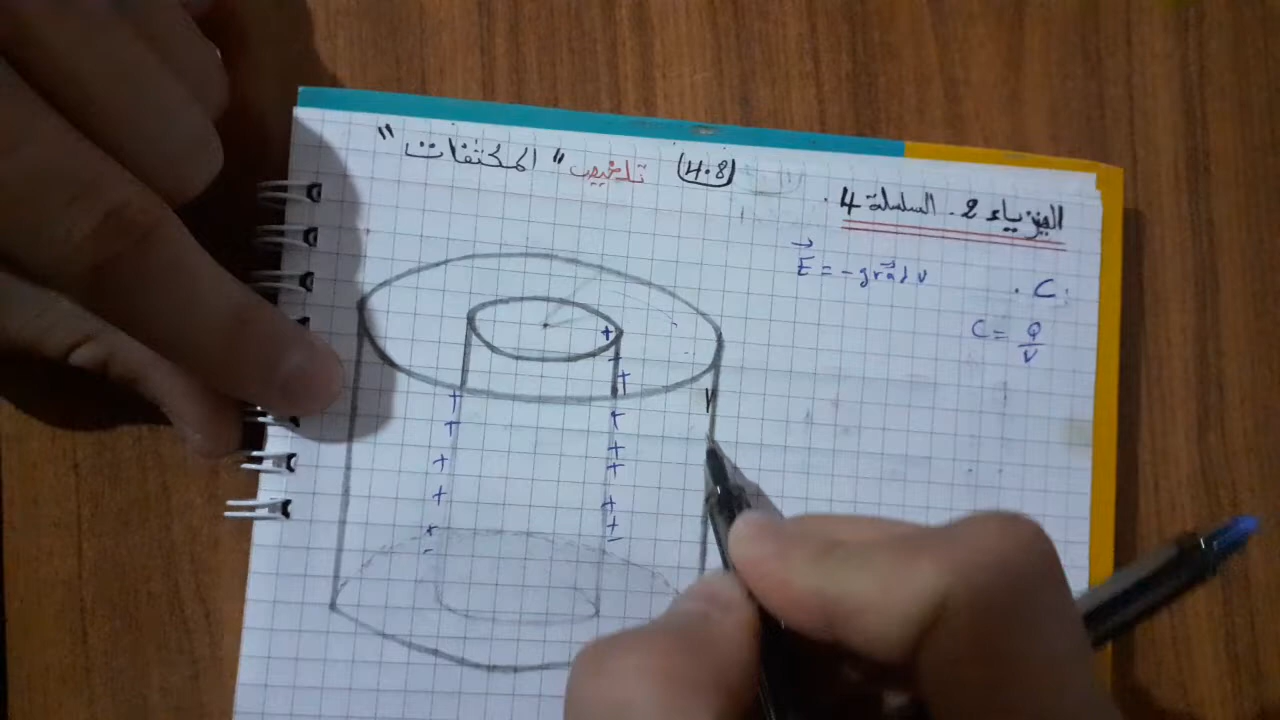 الفيزياء 2 - السلسلة 4.
(4.8) تلخيص "المكثفات"
E⃗ = - grad⃗ V
. C :
C = Q/V
+ + + + + + + +
+ + + +